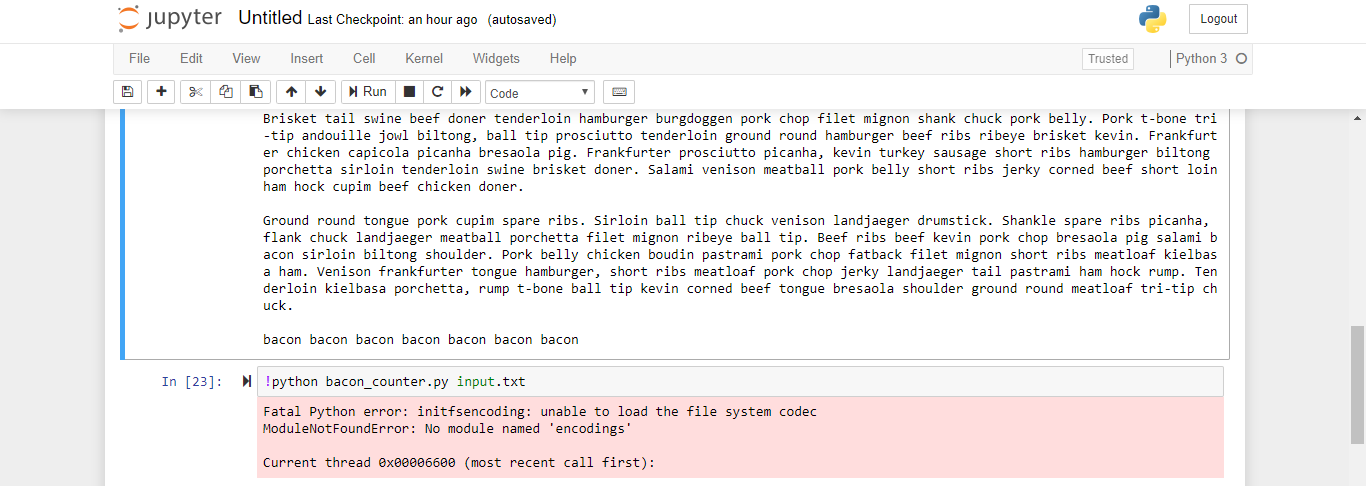 jupyter Untitled Last Checkpoint: an hour ago (autosaved) Logout
File Edit View Insert Cell Kernel Widgets Help Trusted Python 3
Run Code
Brisket tail swine beef doner tenderloin hamburger burgdoggen pork chop filet mignon shank chuck pork belly. Pork t-bone tri
-tip andouille jowl biltong, ball tip prosciutto tenderloin ground round hamburger beef ribs ribeye brisket kevin. Frankfurt
er chicken capicola picanha bresaola pig. Frankfurter prosciutto picanha, kevin turkey sausage short ribs hamburger biltong
porchetta sirloin tenderloin swine brisket doner. Salami venison meatball pork belly short ribs jerky corned beef short loin
ham hock cupim beef chicken doner.
Ground round tongue pork cupim spare ribs. Sirloin ball tip chuck venison landjaeger drumstick. Shankle spare ribs picanha,
flank chuck landjaeger meatball porchetta filet mignon ribeye ball tip. Beef ribs beef kevin pork chop bresaola pig salami b
acon sirloin biltong shoulder. Pork belly chicken boudin pastrami pork chop fatback filet mignon short ribs meatloaf kielbas
a ham. Venison frankfurter tongue hamburger, short ribs meatloaf pork chop jerky landjaeger tail pastrami ham hock rump. Ten
derloin kielbasa porchetta, rump t-bone ball tip kevin corned beef tongue bresaola shoulder ground round meatloaf tri-tip ch
uck.
bacon bacon bacon bacon bacon bacon bacon
In [23]: !python bacon_counter.py input.txt
Fatal Python error: initfsencoding: unable to load the file system codec
ModuleNotFoundError: No module named 'encodings'
Current thread 0x00006600 (most recent call first):